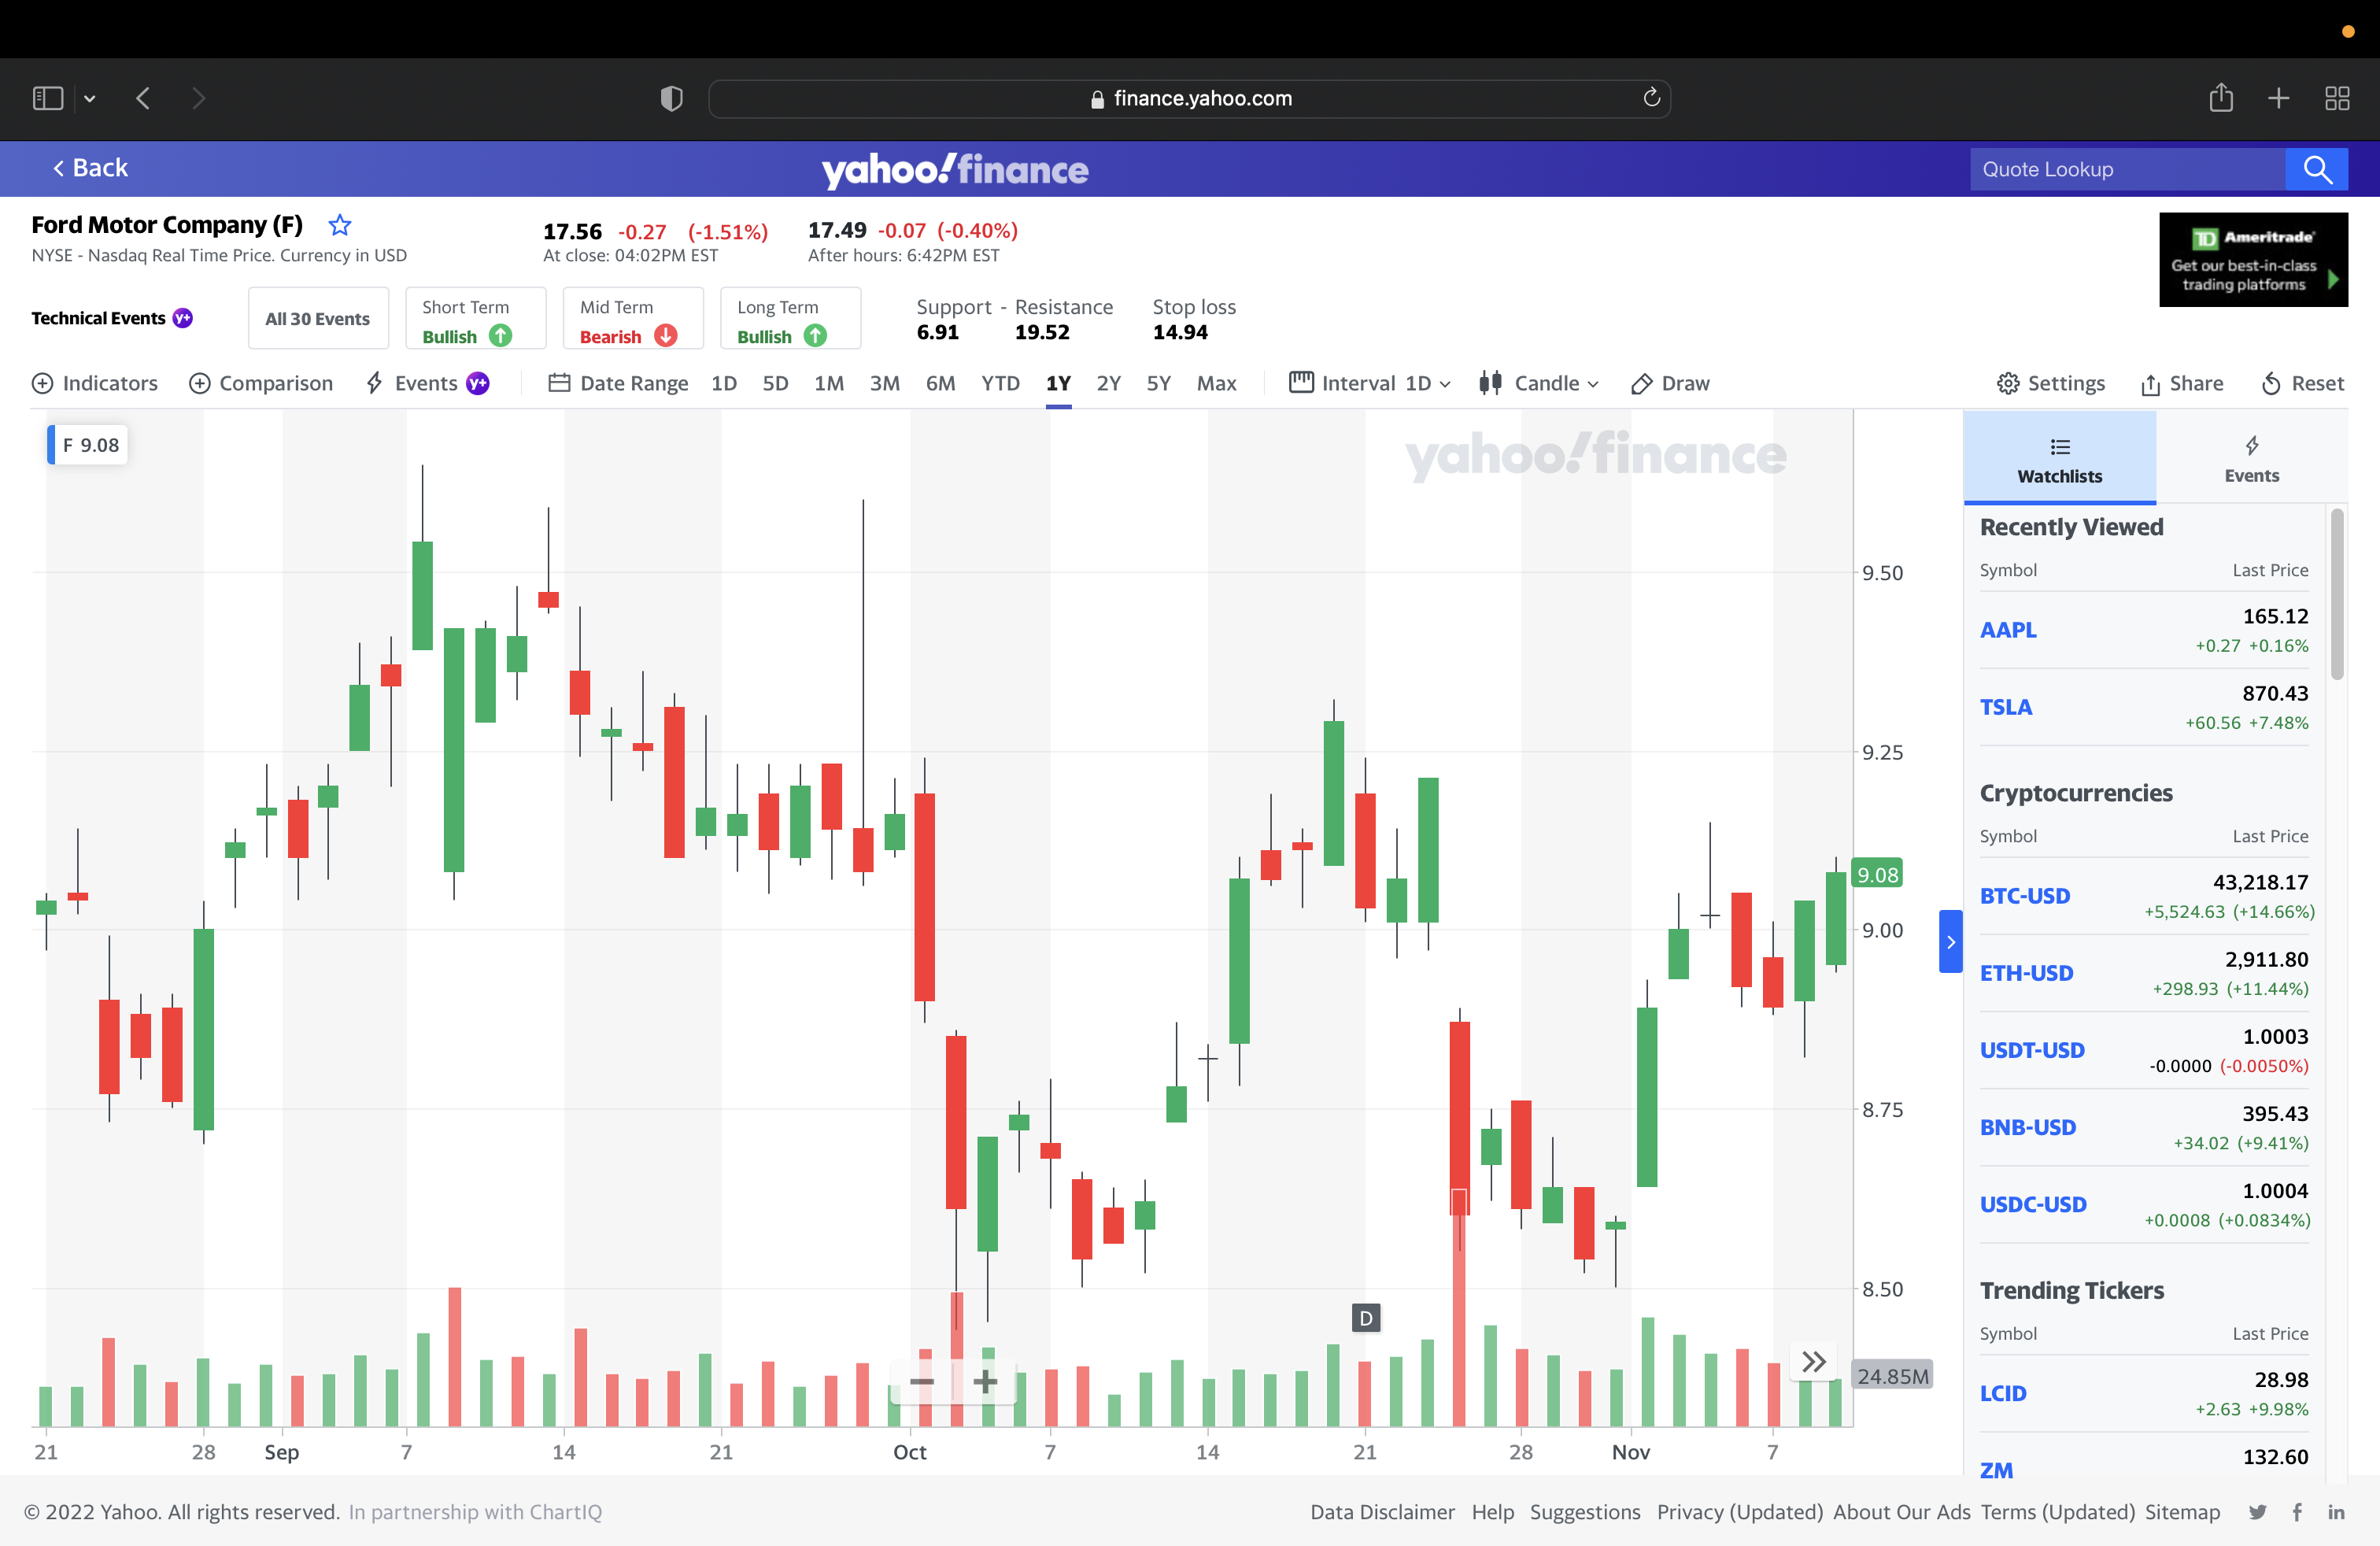 finance.yahoo.com
Back
yahoo!finance
Quote Lookup
Ford Motor Company (F)
NYSE - Nasdaq Real Time Price. Currency in USD
17.56 -0.27 (-1.51%)
At close: 04:02PM EST
17.49 -0.07 (-0.40%)
After hours: 6:42PM EST
TD Ameritrade
Get our best-in-class
trading platforms
Technical Events y+
All 30 Events
Short Term
Bullish
Mid Term
Bearish
Long Term
Bullish
Support - Resistance
6.91 19.52
Stop loss
14.94
Indicators Comparison Events y+ Date Range 1D 5D 1M 3M 6M YTD 1Y 2Y 5Y Max Interval 1D Candle Draw Settings Share Reset
F 9.08
yahoo!finance
9.50
9.25
9.08
9.00
8.75
8.50
D
24.85M
21 28 Sep 7 14 21 Oct 7 14 21 28 Nov 7
Watchlists
Events
Recently Viewed
Symbol Last Price
AAPL 165.12
+0.27 +0.16%
TSLA 870.43
+60.56 +7.48%
Cryptocurrencies
Symbol Last Price
BTC-USD 43,218.17
+5,524.63 (+14.66%)
ETH-USD 2,911.80
+298.93 (+11.44%)
USDT-USD 1.0003
-0.0000 (-0.0050%)
BNB-USD 395.43
+34.02 (+9.41%)
USDC-USD 1.0004
+0.0008 (+0.0834%)
Trending Tickers
Symbol Last Price
LCID 28.98
+2.63 +9.98%
ZM 132.60
© 2022 Yahoo. All rights reserved. In partnership with ChartIQ
Data Disclaimer Help Suggestions Privacy (Updated) About Our Ads Terms (Updated) Sitemap